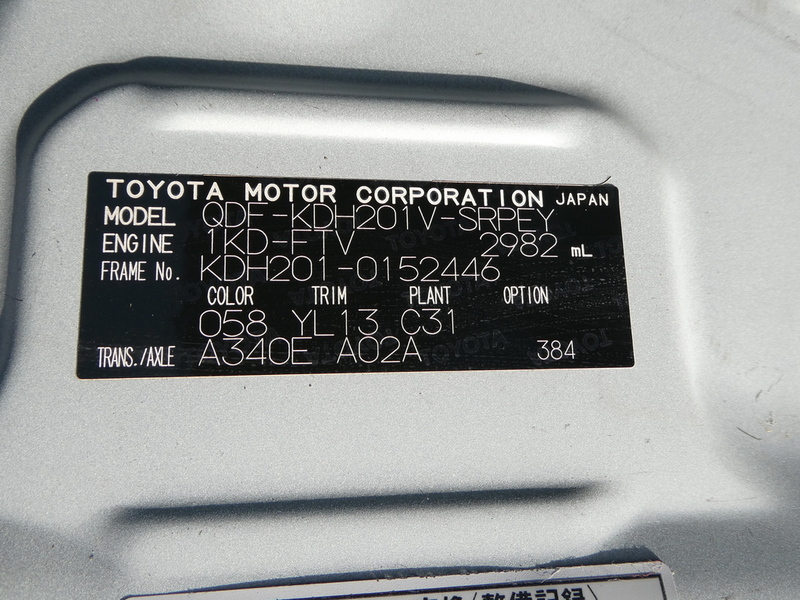 TOYOTA MOTOR CORPORATION JAPAN
MODEL QDF-KDH201V-SRPEY
ENGINE 1KD-FTV 2982 mL
FRAME No. KDH201-0152446
COLOR TRIM PLANT OPTION
058 YL13 C31
TRANS./AXLE A340E A02A 384